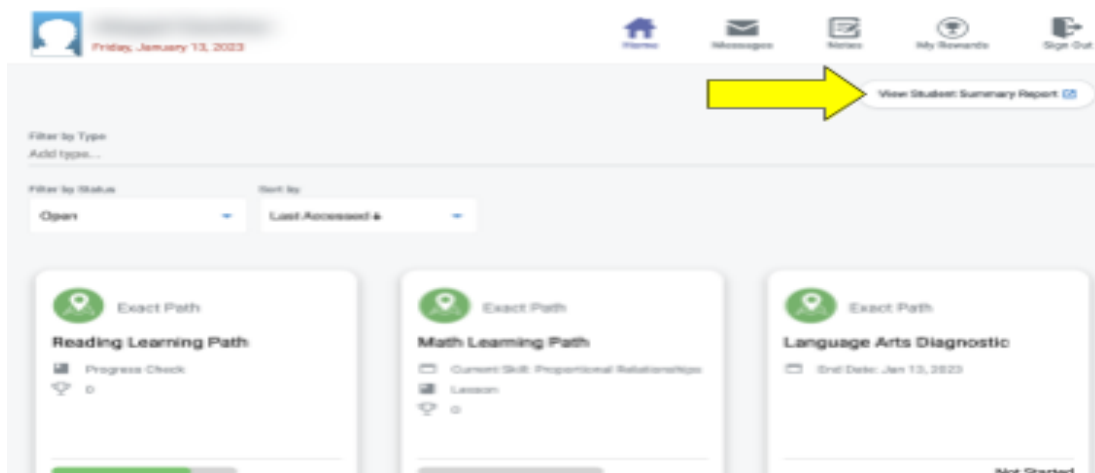 Friday, January 13, 2023
Home
Messages
Notes
My Rewards
Sign Out
View Student Summary Report
Filter by Type
Add type...
Filter by Status
Sort by
Open
Last Accessed
Exact Path
Reading Learning Path
Progress Check
0
Exact Path
Math Learning Path
Current Skill: Proportional Relationships
Lesson
0
Exact Path
Language Arts Diagnostic
End Date: Jan 13, 2023
Not Started